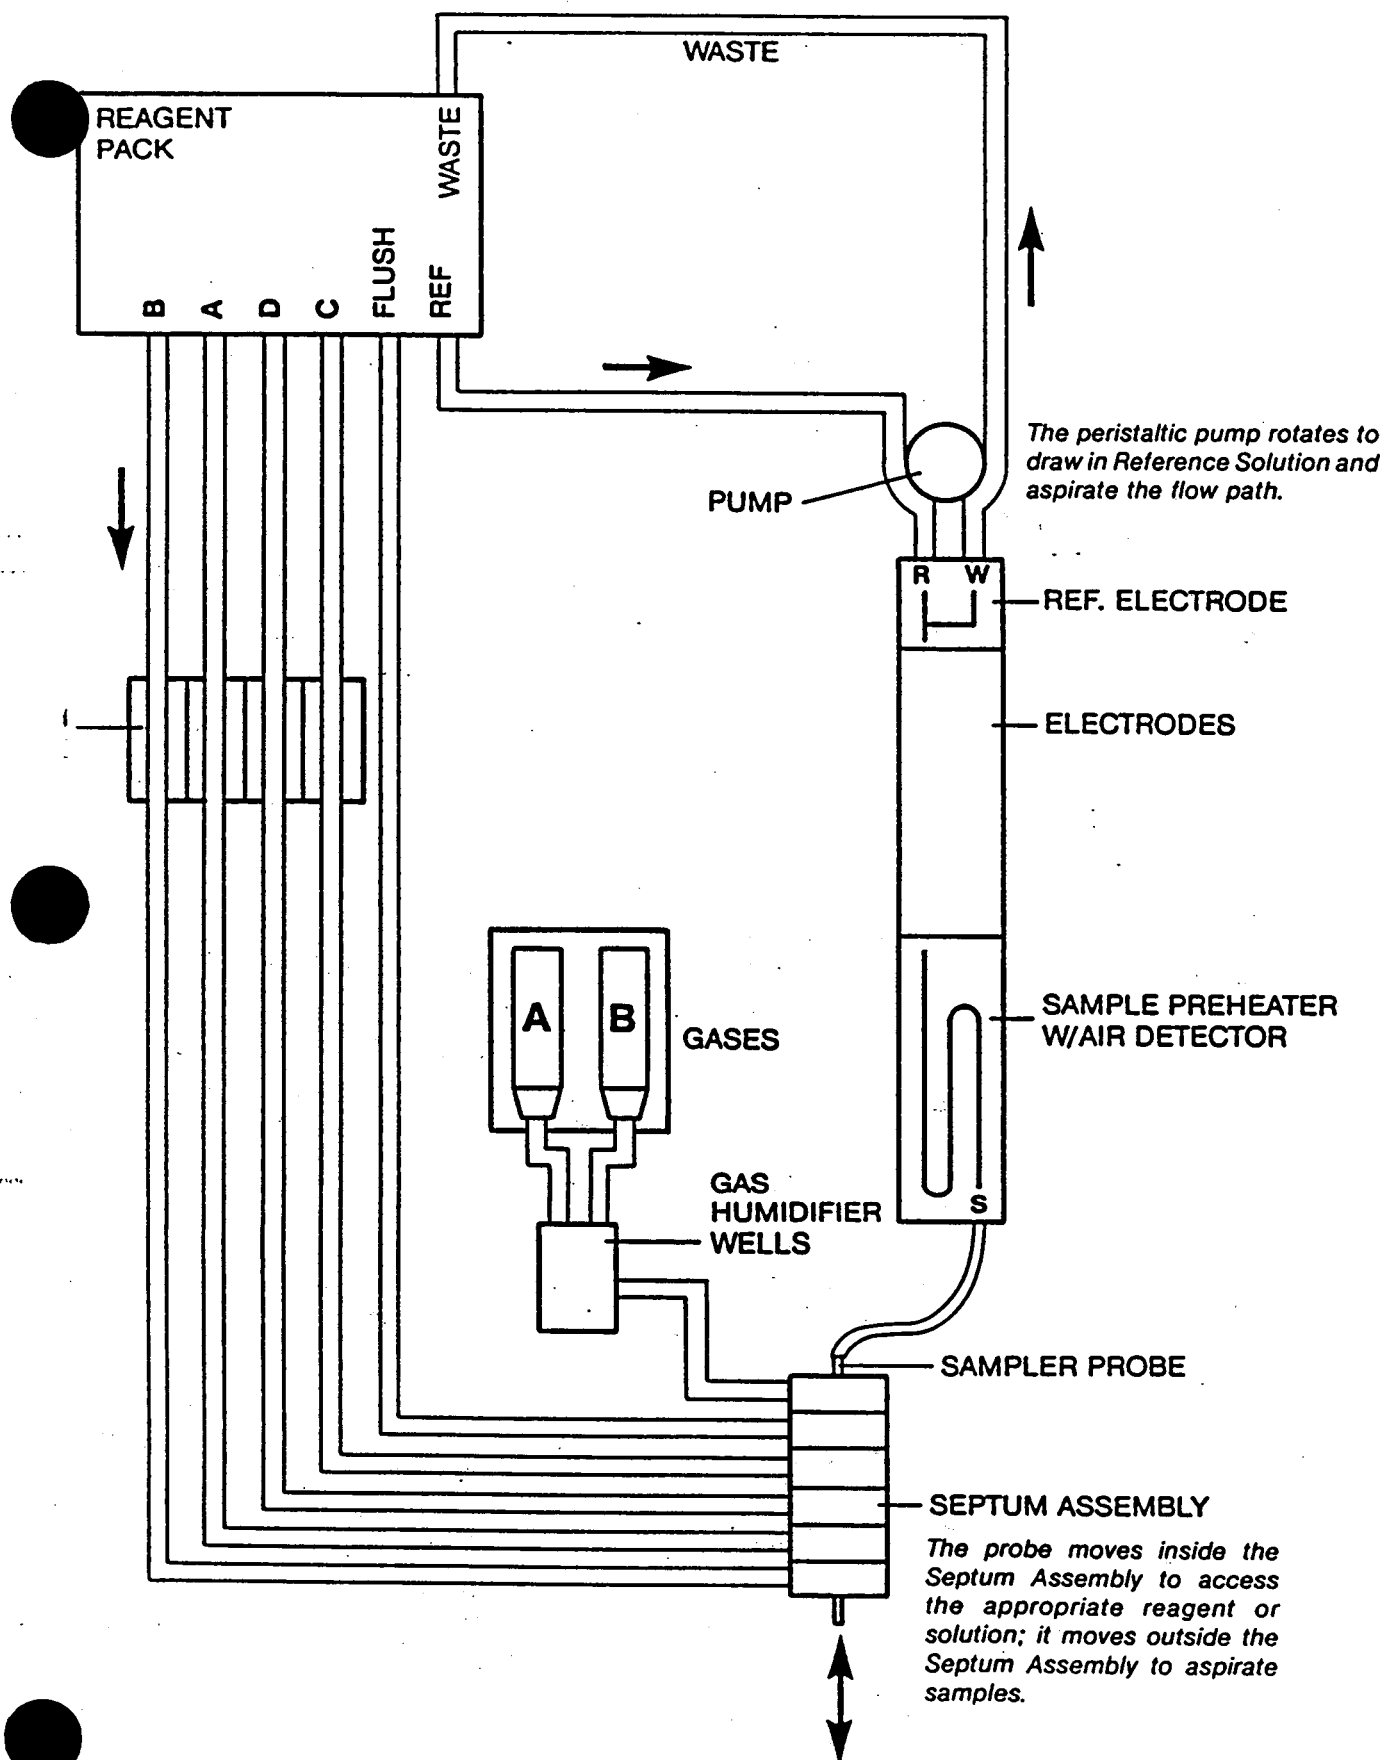 WASTE
REAGENT
PACK
WASTE
B
A
D
C
FLUSH
REF
The peristaltic pump rotates to
draw in Reference Solution and
aspirate the flow path.
PUMP
R W
REF. ELECTRODE
ELECTRODES
A B
GASES
SAMPLE PREHEATER
W/AIR DETECTOR
S
GAS
HUMIDIFIER
WELLS
SAMPLER PROBE
SEPTUM ASSEMBLY
The probe moves inside the
Septum Assembly to access
the appropriate reagent or
solution; it moves outside the
Septum Assembly to aspirate
samples.